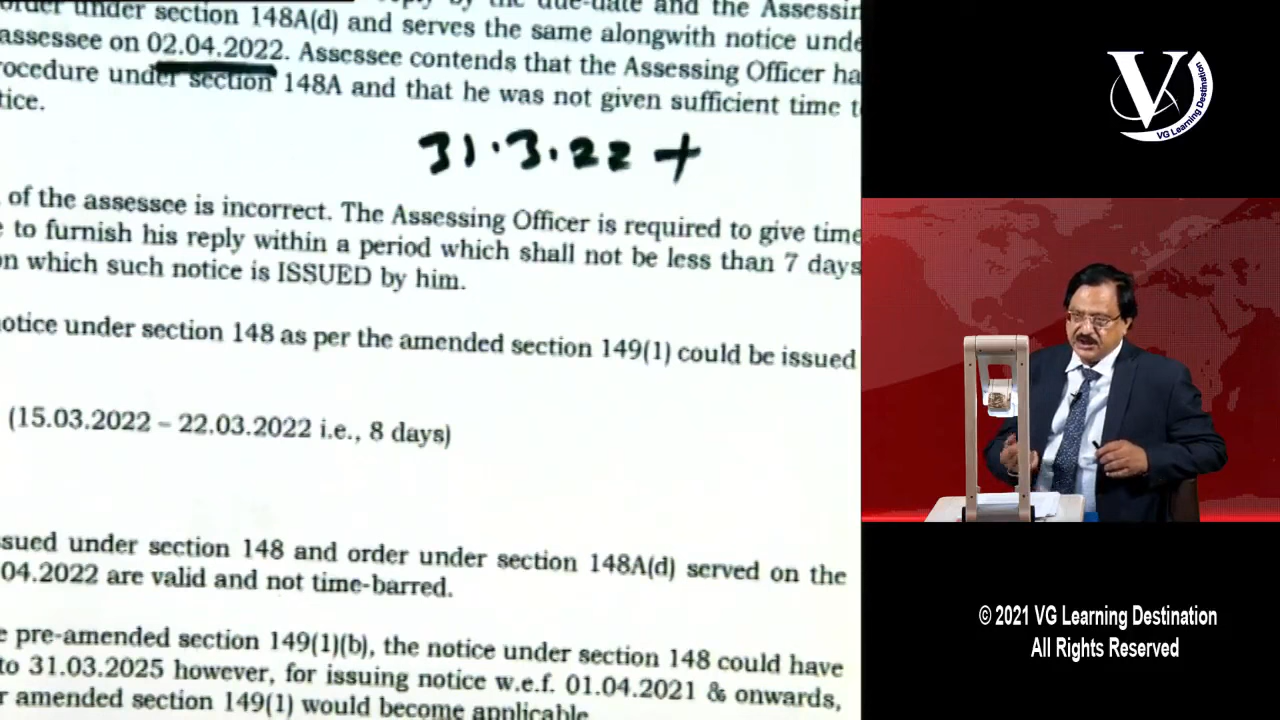 order under section 148A(d) and serves the same alongwith notice unde
assessee on 02.04.2022. Assessee contends that the Assessing Officer ha
rocedure under section 148A and that he was not given sufficient time t
tice.
31.3.22 +
of the assessee is incorrect. The Assessing Officer is required to give time
e to furnish his reply within a period which shall not be less than 7 days
on which such notice is ISSUED by him.
notice under section 148 as per the amended section 149(1) could be issued
(15.03.2022 – 22.03.2022 i.e., 8 days)
ssued under section 148 and order under section 148A(d) served on the
04.2022 are valid and not time-barred.
e pre-amended section 149(1)(b), the notice under section 148 could have
to 31.03.2025 however, for issuing notice w.e.f. 01.04.2021 & onwards,
r amended section 149(1) would become applicable
V
VG Learning Destination
© 2021 VG Learning Destination
All Rights Reserved